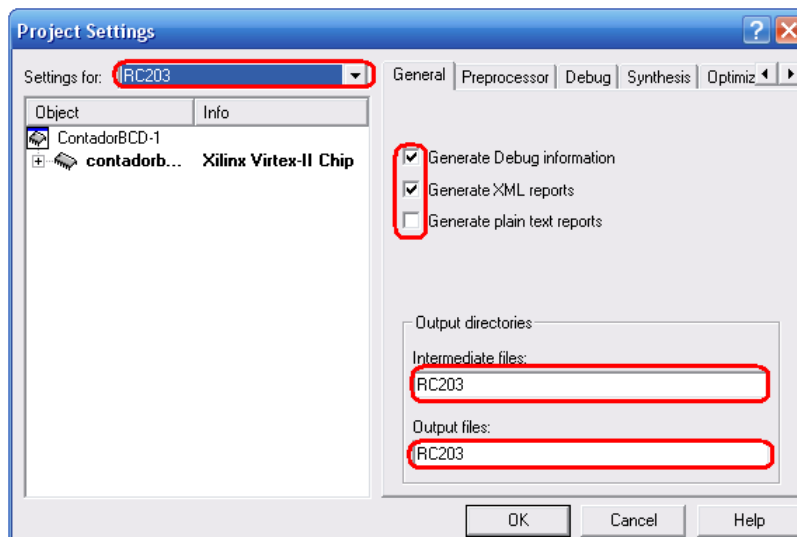 Project Settings
Settings for: RC203
Object Info
ContadorBCD-1
contadorb... Xilinx Virtex-II Chip
General Preprocessor Debug Synthesis Optimiz
Generate Debug information
Generate XML reports
Generate plain text reports
Output directories
Intermediate files:
RC203
Output files:
RC203
OK Cancel Help